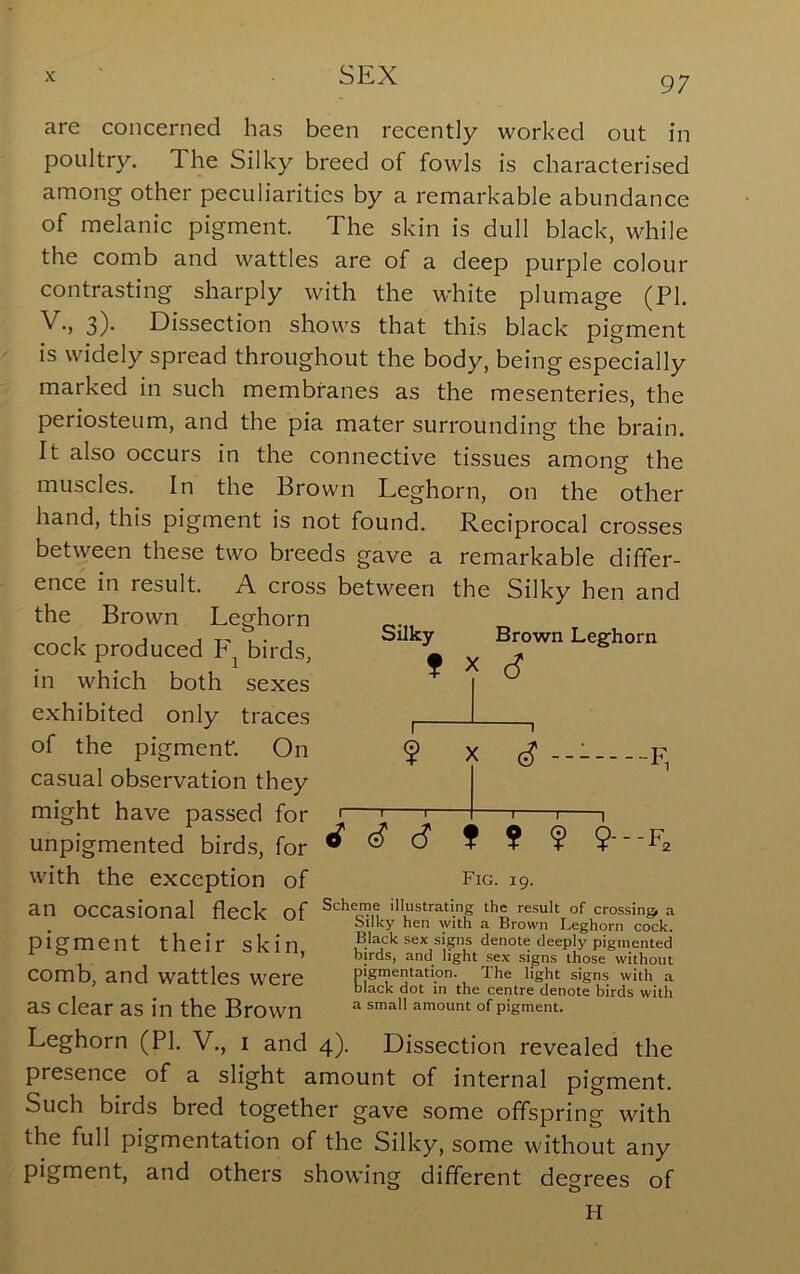 x SEX 97
are concerned has been recently worked out in
poultry. The Silky breed of fowls is characterised
among other peculiarities by a remarkable abundance
of melanic pigment. The skin is dull black, while
the comb and wattles are of a deep purple colour
contrasting sharply with the white plumage (Pl.
V., 3). Dissection shows that this black pigment
is widely spread throughout the body, being especially
marked in such membranes as the mesenteries, the
periosteum, and the pia mater surrounding the brain.
It also occurs in the connective tissues among the
muscles. In the Brown Leghorn, on the other
hand, this pigment is not found. Reciprocal crosses
between these two breeds gave a remarkable differ-
ence in result. A cross between the Silky hen and
the Brown Leghorn
cock produced F₁ birds,
in which both sexes
exhibited only traces
of the pigment. On
casual observation they
might have passed for
unpigmented birds, for
with the exception of
an occasional fleck of
pigment their skin,
comb, and wattles were
as clear as in the Brown
Silky Brown Leghorn
♀ × ♂
♀ × ♂ -------F₁
♂ ♂ ♂ ♀ ♀ ♀ ♀---F₂
Fig. 19.
Scheme illustrating the result of crossing a
Silky hen with a Brown Leghorn cock.
Black sex signs denote deeply pigmented
birds, and light sex signs those without
pigmentation. The light signs with a
black dot in the centre denote birds with
a small amount of pigment.
Leghorn (Pl. V., 1 and 4). Dissection revealed the
presence of a slight amount of internal pigment.
Such birds bred together gave some offspring with
the full pigmentation of the Silky, some without any
pigment, and others showing different degrees of
H